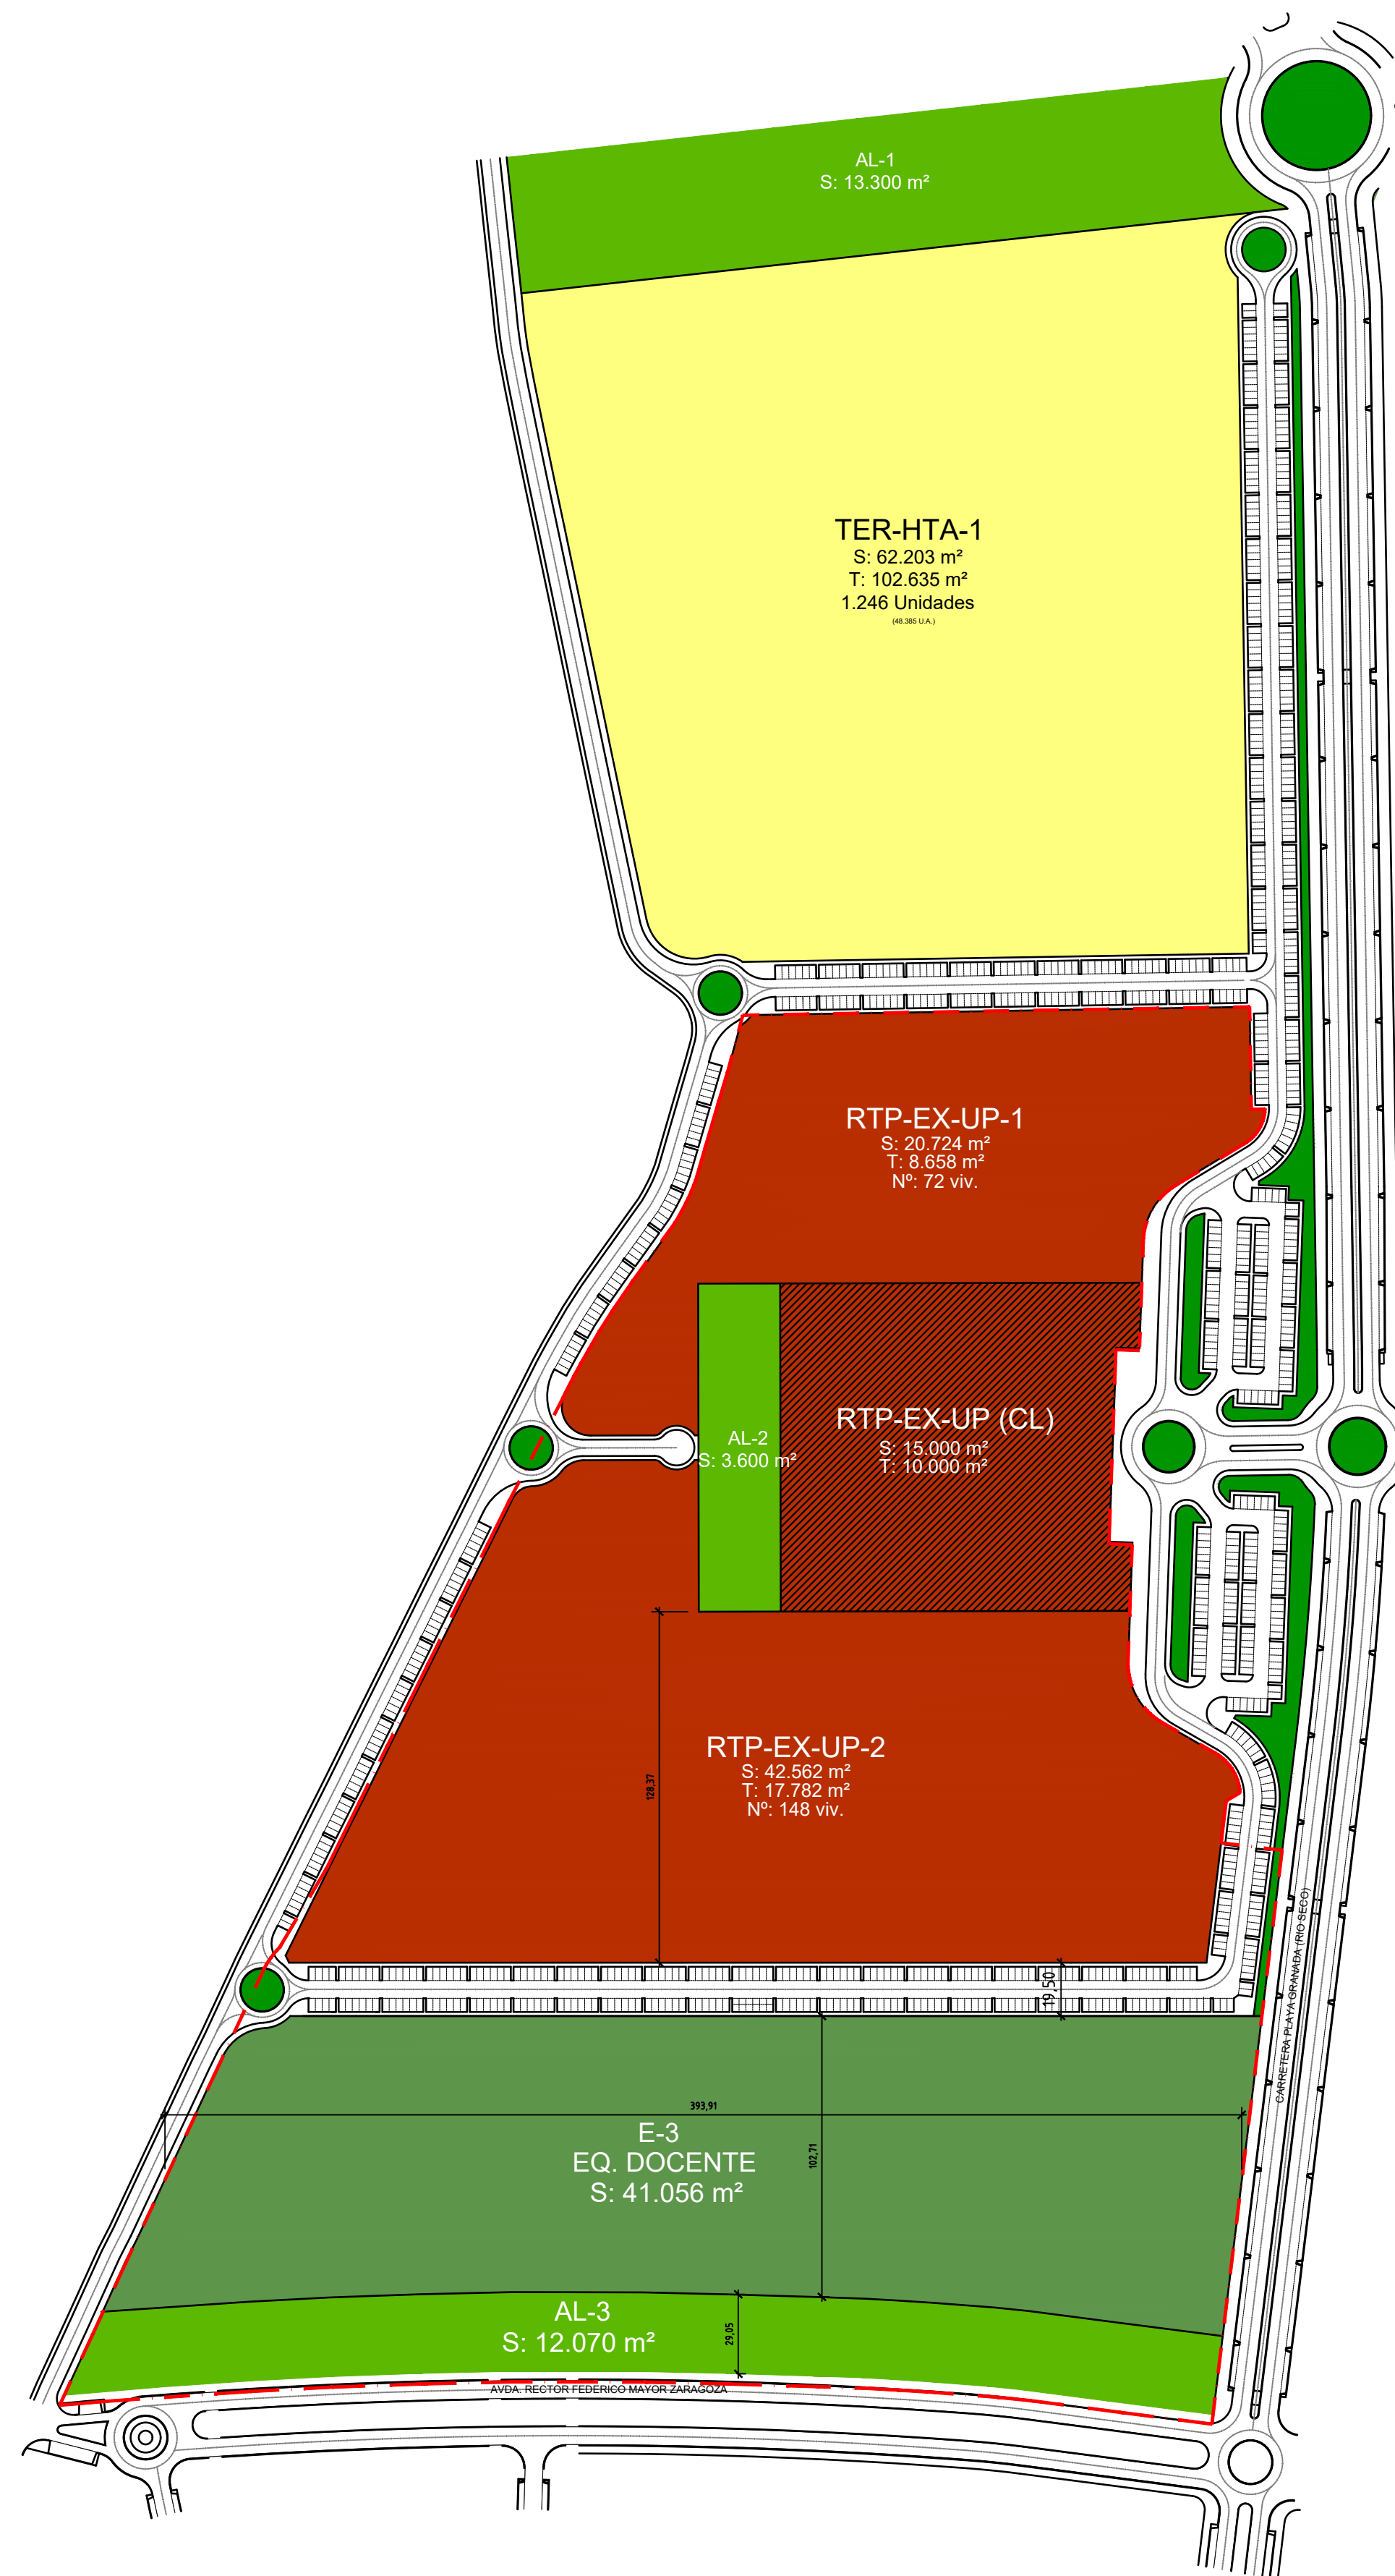 AL-1
S: 13.300 m²
TER-HTA-1
S: 62.203 m²
T: 102.635 m²
1.246 Unidades
(48.385 U.A.)
RTP-EX-UP-1
S: 20.724 m²
T: 8.658 m²
Nº: 72 viv.
RTP-EX-UP (CL)
S: 15.000 m²
T: 10.000 m²
AL-2
S: 3.600 m²
RTP-EX-UP-2
S: 42.562 m²
T: 17.782 m²
Nº: 148 viv.
128,37
19,50
CARRETERA PLAYA GRANADA (RIO SECO)
393,91
E-3
EQ. DOCENTE
S: 41.056 m²
102,71
AL-3
S: 12.070 m²
29,05
AVDA. RECTOR FEDERICO MAYOR ZARAGOZA